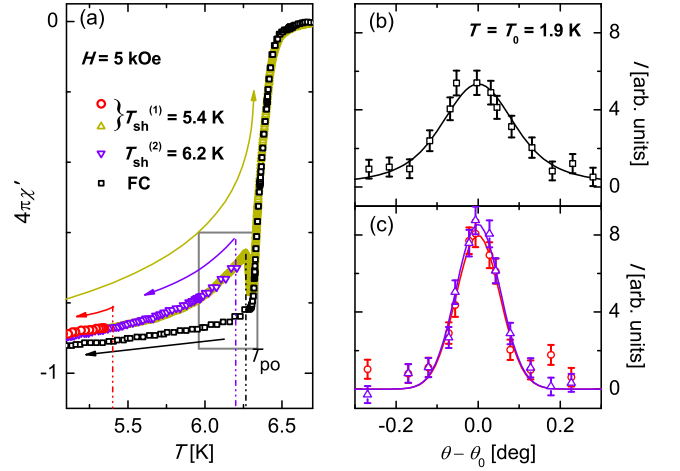 (a)
0
H = 5 kOe
} T_sh^(1) = 5.4 K
T_sh^(2) = 6.2 K
FC
4πχ′
-1
T_po
5.5 6.0 6.5
T [K]
(b) T = T_0 = 1.9 K
8
4
0
I [arb. units]
(c)
8
4
0
I [arb. units]
-0.2 0.0 0.2
θ - θ_0 [deg]